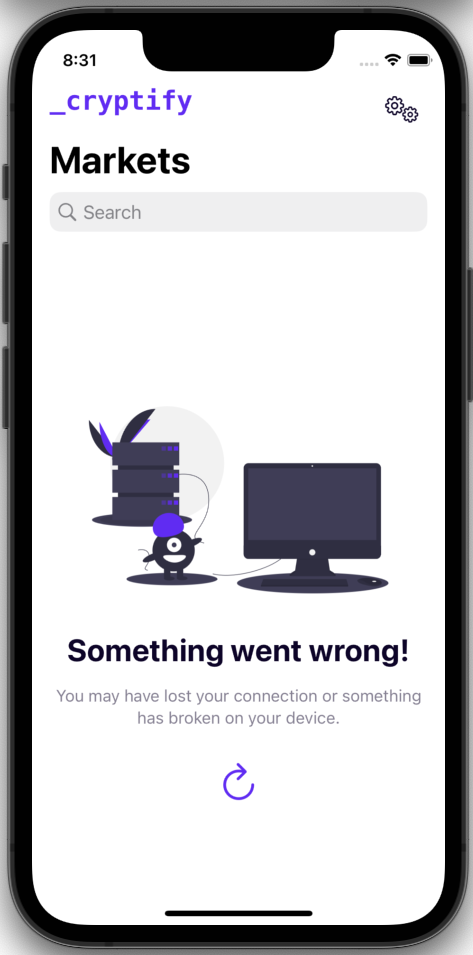 8:31
_cryptify
Markets
Search
Something went wrong!
You may have lost your connection or something
has broken on your device.